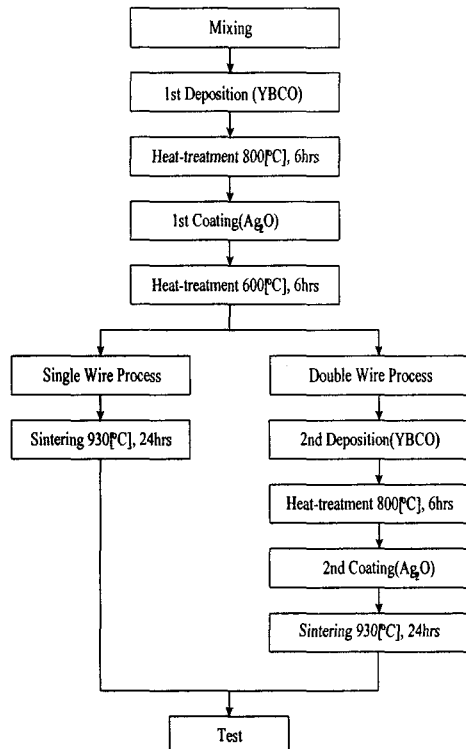 Mixing
1st Deposition (YBCO)
Heat-treatment 800[°C], 6hrs
1st Coating(Ag₂O)
Heat-treatment 600[°C], 6hrs
Single Wire Process
Sintering 930[°C], 24hrs
Double Wire Process
2nd Deposition(YBCO)
Heat-treatment 800[°C], 6hrs
2nd Coating(Ag₂O)
Sintering 930[°C], 24hrs
Test